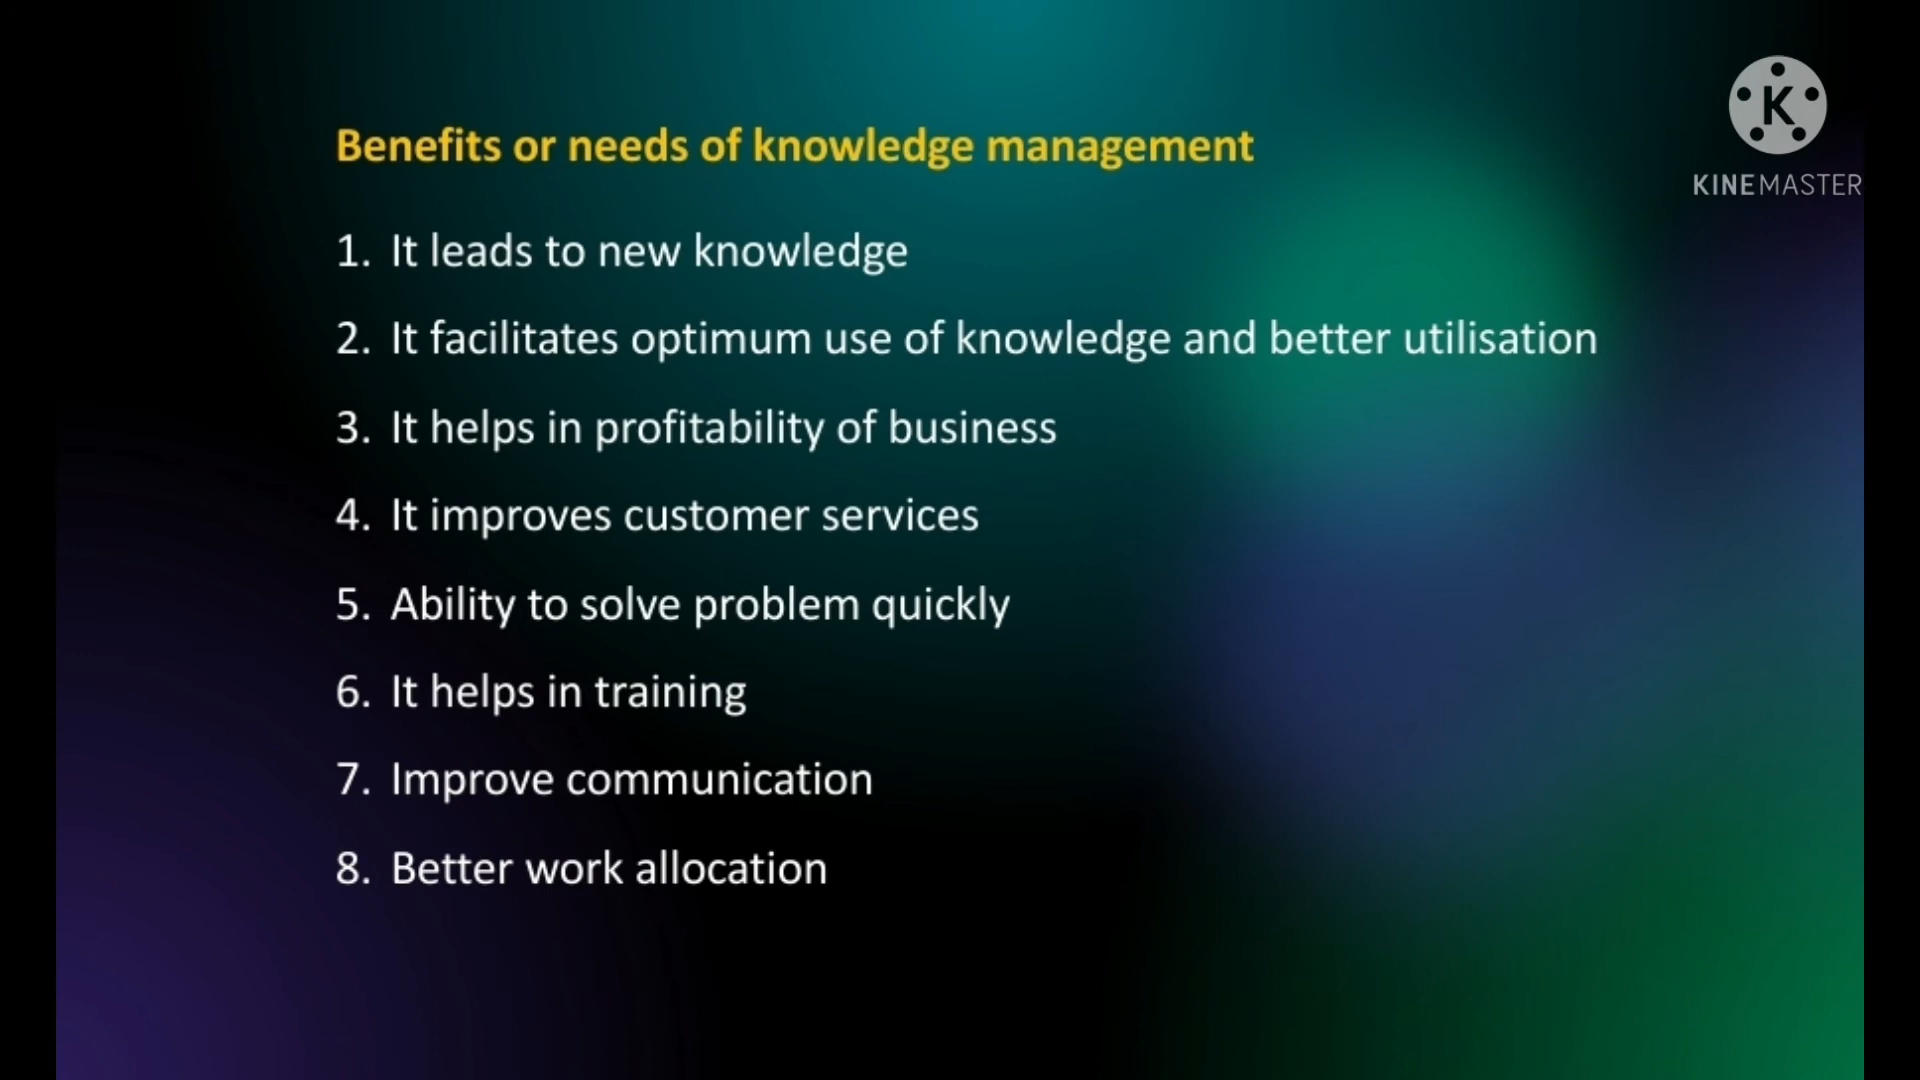 Benefits or needs of knowledge management
1. It leads to new knowledge
2. It facilitates optimum use of knowledge and better utilisation
3. It helps in profitability of business
4. It improves customer services
5. Ability to solve problem quickly
6. It helps in training
7. Improve communication
8. Better work allocation
K
KINEMASTER